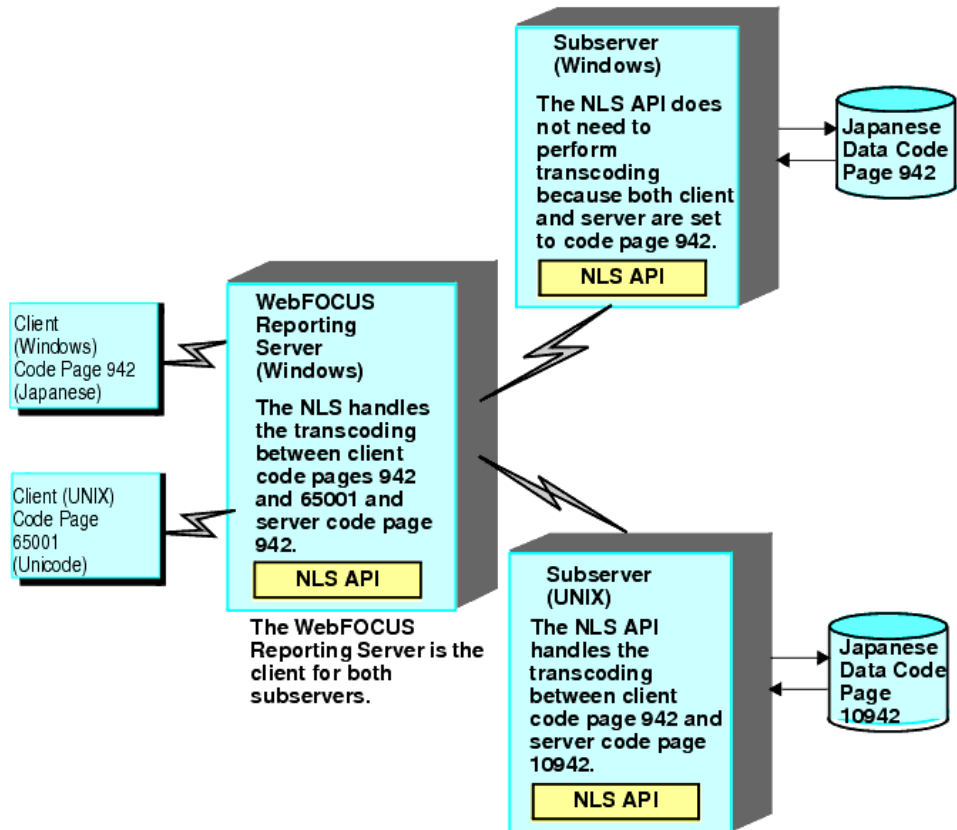 Client
(Windows)
Code Page 942
(Japanese)
Client (UNIX)
Code Page
65001
(Unicode)
WebFOCUS
Reporting
Server
(Windows)
The NLS handles
the transcoding
between client
code pages 942
and 65001 and
server code page
942.
NLS API
The WebFOCUS
Reporting Server is the
client for both
subservers.
Subserver
(Windows)
The NLS API does
not need to
perform
transcoding
because both client
and server are set
to code page 942.
NLS API
Japanese
Data Code
Page 942
Subserver
(UNIX)
The NLS API
handles the
transcoding
between client
code page 942 and
server code page
10942.
NLS API
Japanese
Data Code
Page
10942